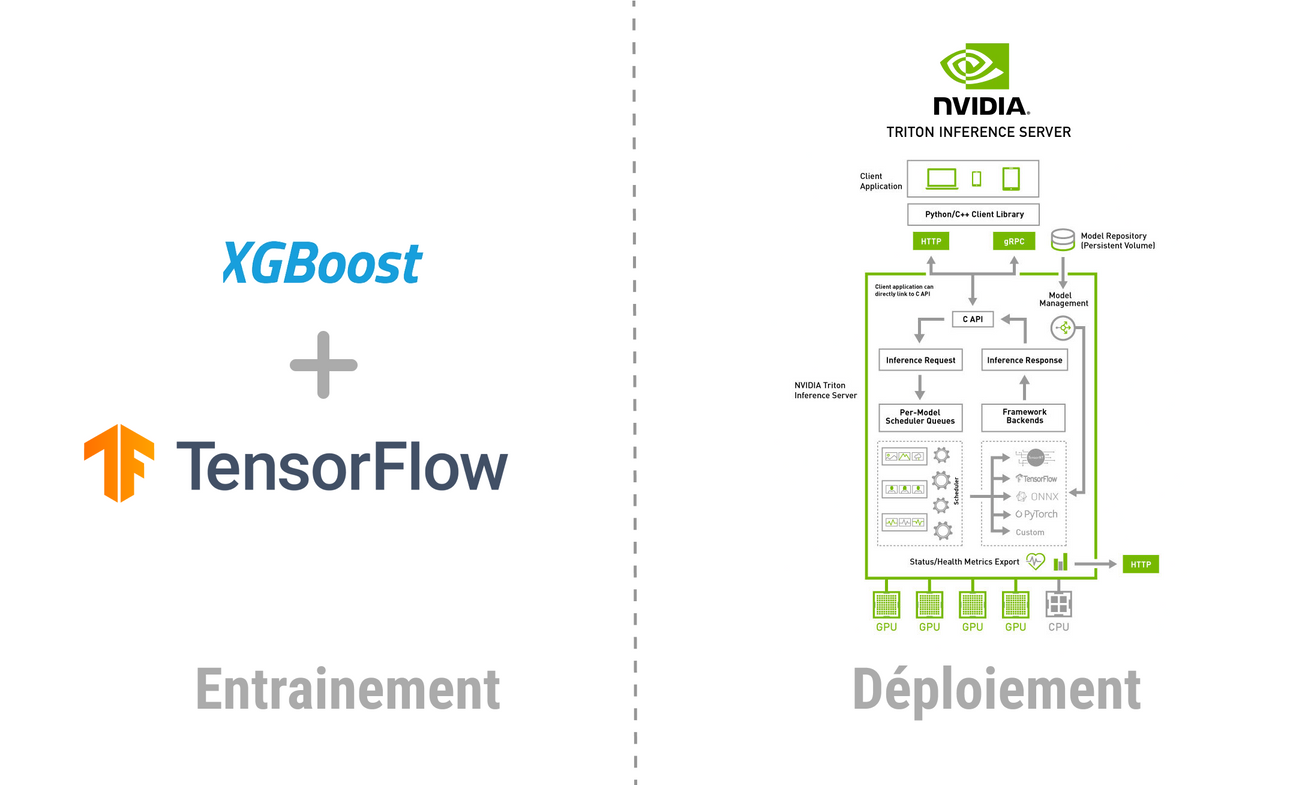 XGBoost
TensorFlow
Entrainement
NVIDIA®
TRITON INFERENCE SERVER
Client
Application
Python/C++ Client Library
HTTP
gRPC
Model Repository
(Persistent Volume)
Client application can
directly link to C API
Model
Management
C API
Inference Request
Inference Response
NVIDIA Triton
Inference Server
Per-Model
Scheduler Queues
Framework
Backends
Scheduler
TensorFlow
ONNX
PyTorch
Custom
Status/Health Metrics Export
HTTP
GPU
GPU
GPU
GPU
CPU
Déploiement